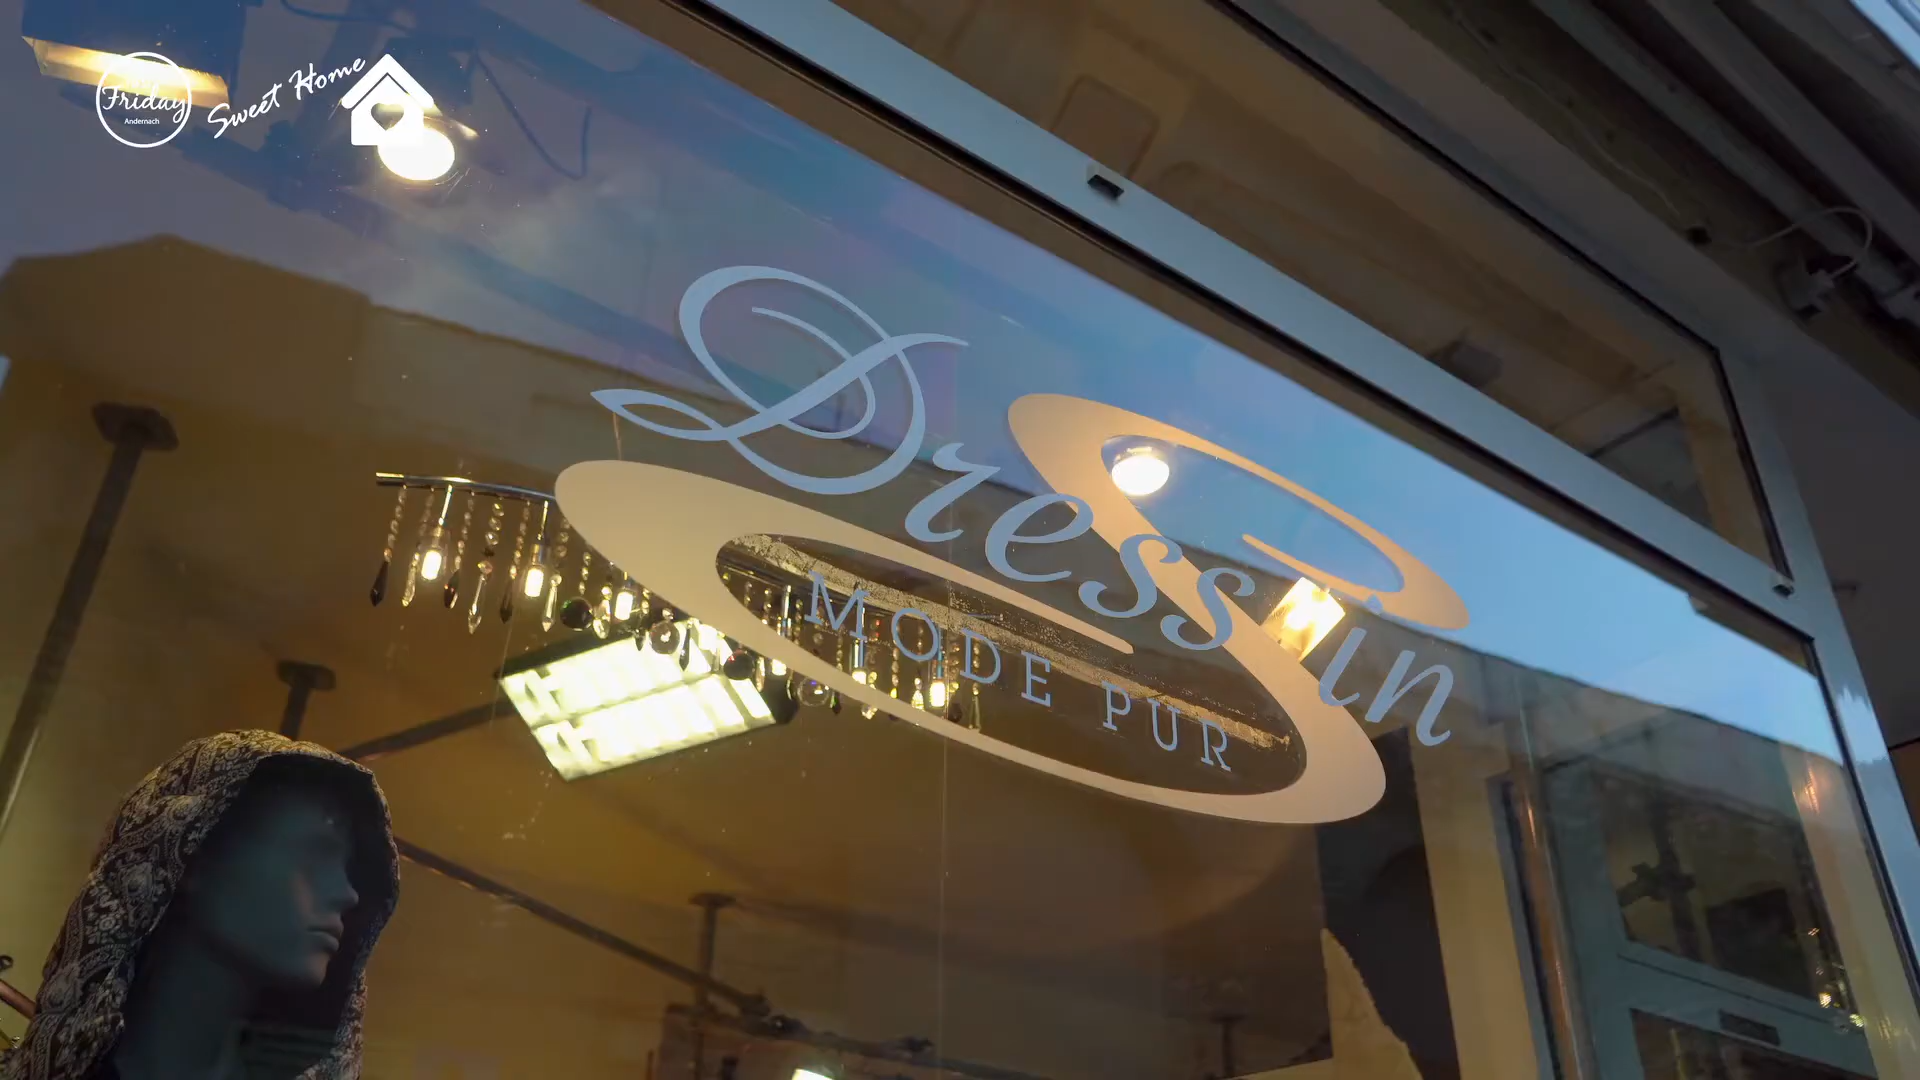 Friday
Andernach
Sweet Home
Dress in
MODE PUR